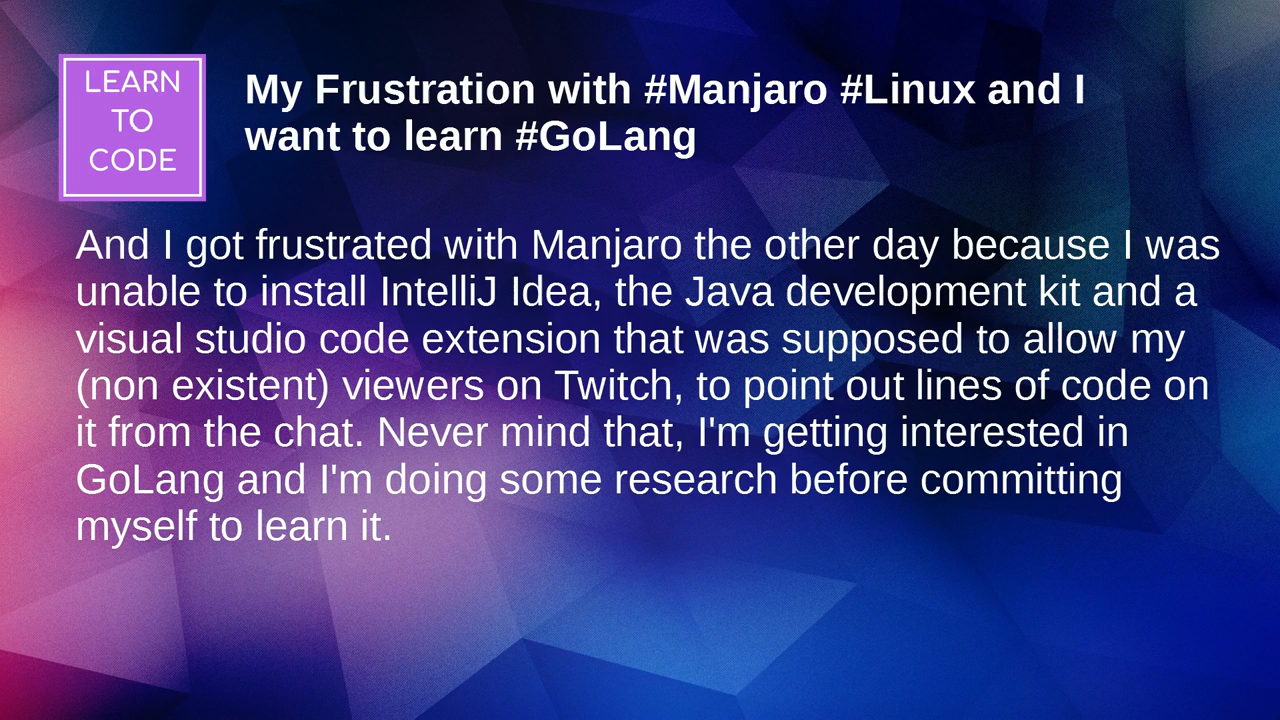 LEARN
TO
CODE
My Frustration with #Manjaro #Linux and I
want to learn #GoLang
And I got frustrated with Manjaro the other day because I was
unable to install IntelliJ Idea, the Java development kit and a
visual studio code extension that was supposed to allow my
(non existent) viewers on Twitch, to point out lines of code on
it from the chat. Never mind that, I'm getting interested in
GoLang and I'm doing some research before committing
myself to learn it.